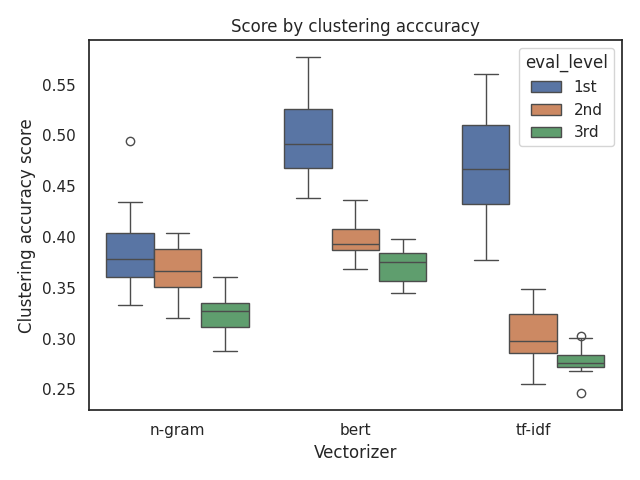 Score by clustering acccuracy
eval_level
1st
2nd
3rd
Clustering accuracy score
0.55
0.50
0.45
0.40
0.35
0.30
0.25
n-gram
bert
tf-idf
Vectorizer